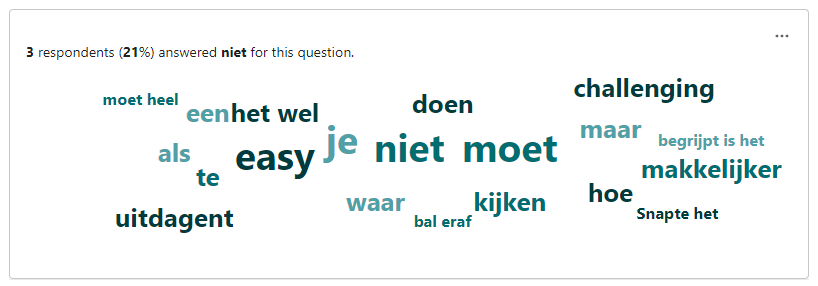 ...
3 respondents (21%) answered niet for this question.
moet heel
een
het wel
doen
challenging
als
te
easy
je
niet
moet
maar
begrijpt is het
makkelijker
uitdagent
waar
bal eraf
kijken
hoe
Snapte het